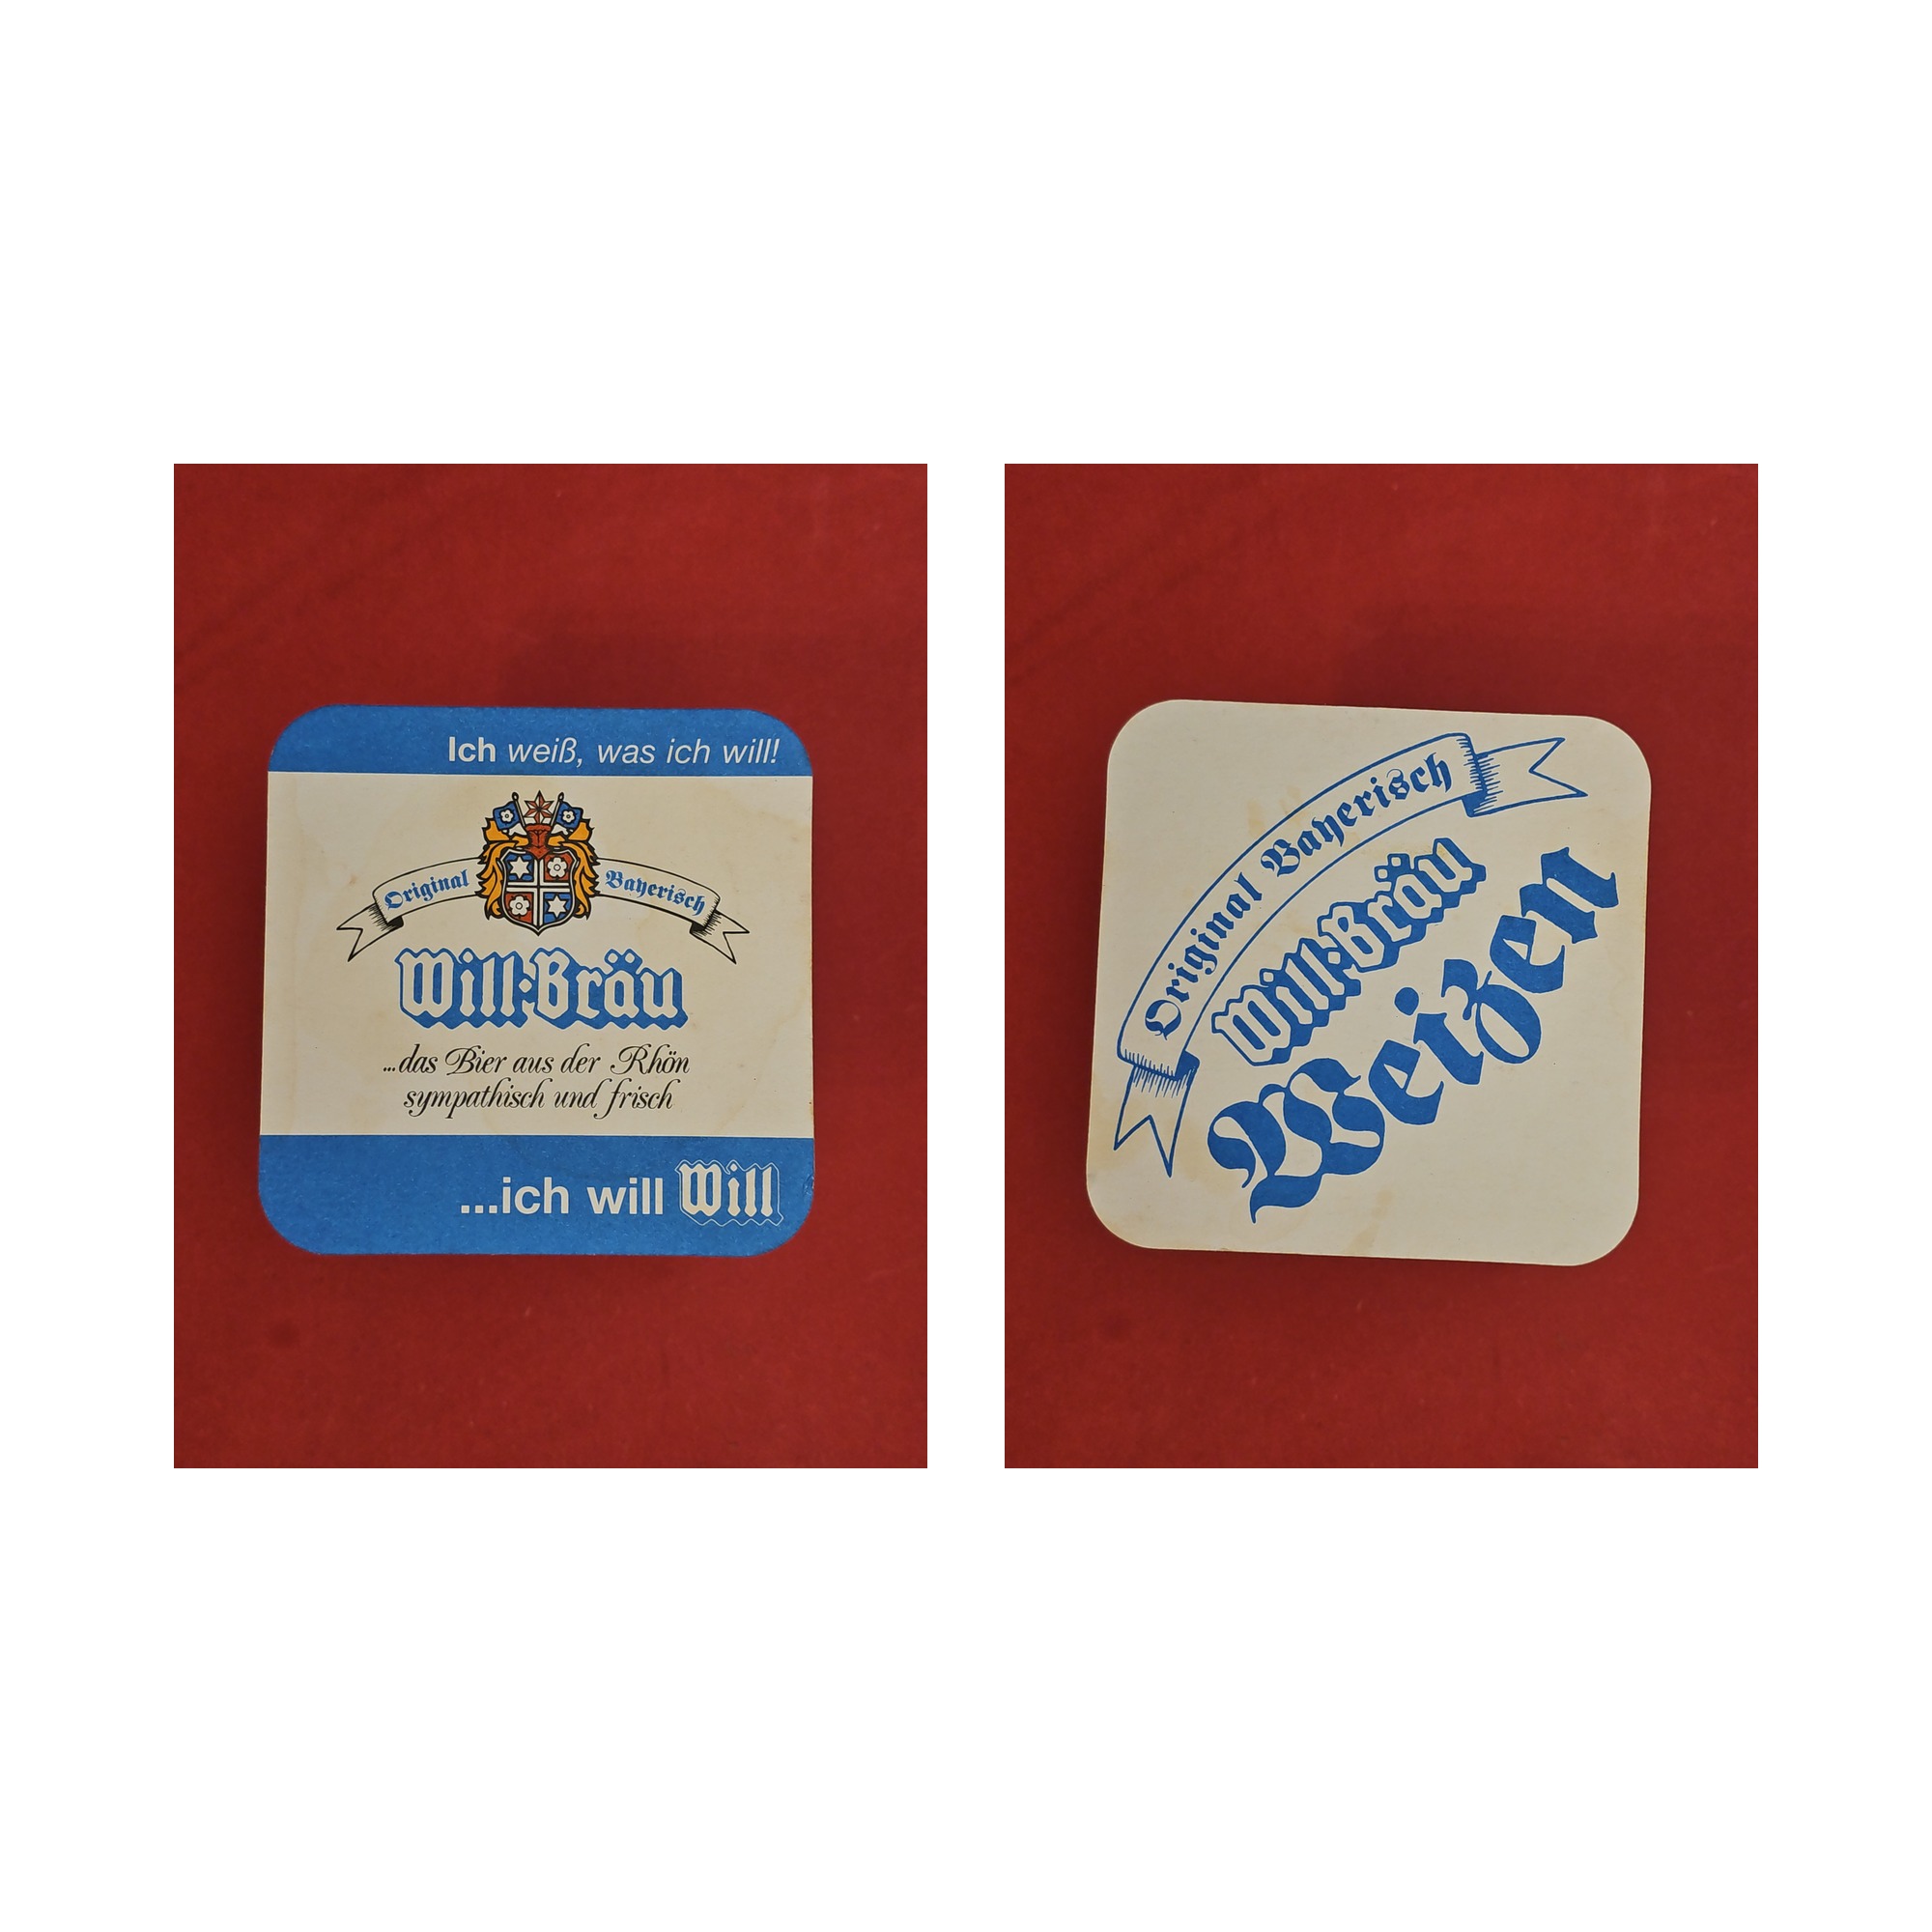 Ich weiß, was ich will!
Original Bayerisch
Will-Bräu
...das Bier aus der Rhön
sympathisch und frisch
...ich will Will
Original Bayerisch
Will-Bräu
Weizen